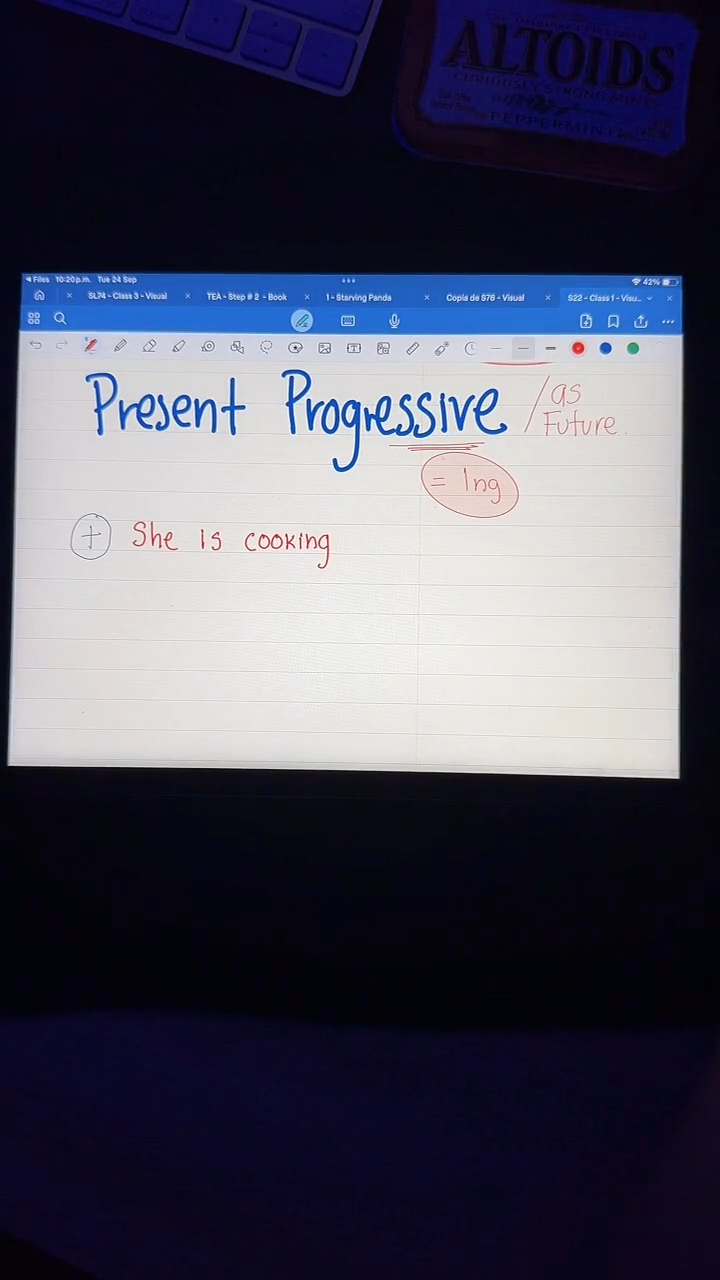 ALTOIDS
CURIOUSLY STRONG MINTS
PEPPERMINT
Files 10:20 p.m. Tue 24 Sep
42%
SL74 - Class 3 - Visual
TEA - Step # 2 - Book
1 - Starving Panda
Copia de S76 - Visual
S22 - Class 1 - Visu...
Present Progressive / as
Future
= Ing
+ She is cooking